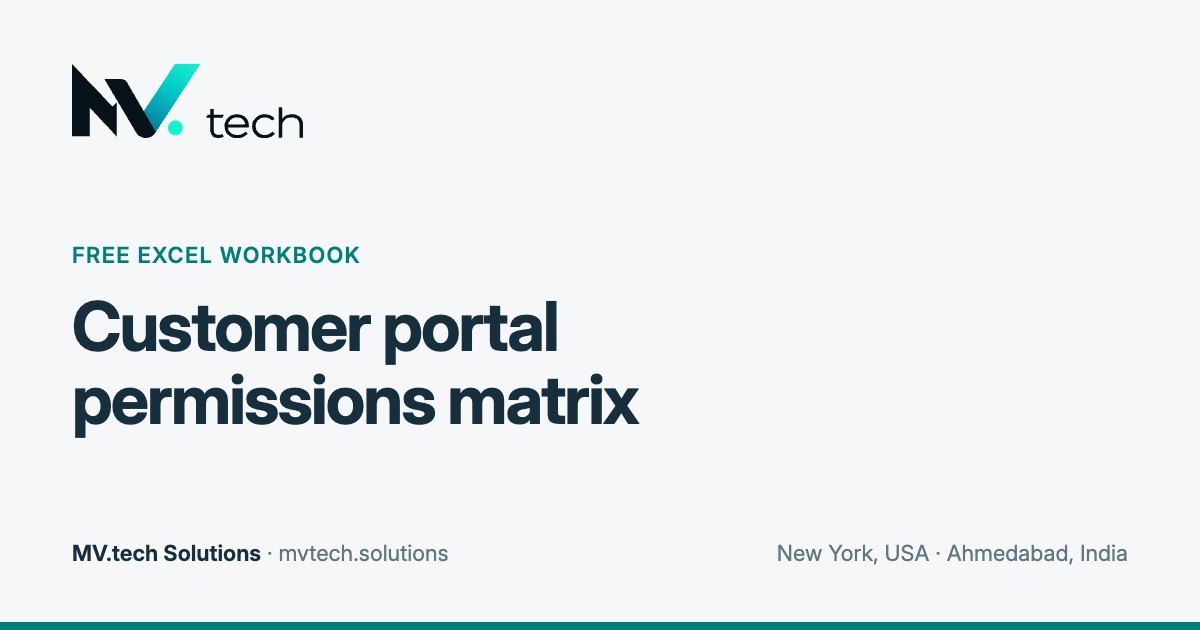 MV. tech
FREE EXCEL WORKBOOK
Customer portal
permissions matrix
MV.tech Solutions · mvtech.solutions
New York, USA · Ahmedabad, India